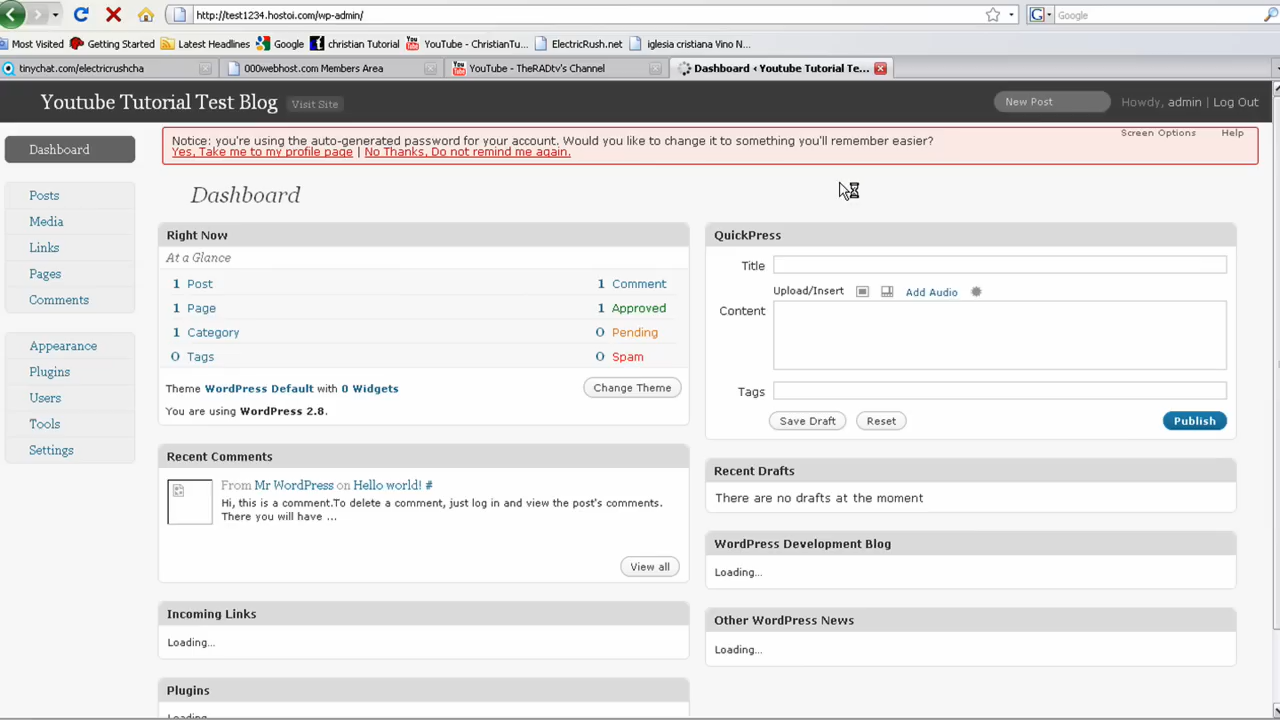 http://test1234.hostoi.com/wp-admin/
Google
Most Visited Getting Started Latest Headlines Google christian Tutorial YouTube - ChristianTu... ElectricRush.net iglesia cristiana Vino N...
tinychat.com/electricrushcha 000webhost.com Members Area YouTube - TheRADtv's Channel Dashboard ‹ Youtube Tutorial Te...
Youtube Tutorial Test Blog Visit Site New Post Howdy, admin | Log Out
Screen Options Help
Notice: you're using the auto-generated password for your account. Would you like to change it to something you'll remember easier?
Yes, Take me to my profile page | No Thanks, Do not remind me again.
Dashboard
Posts
Media
Links
Pages
Comments
Appearance
Plugins
Users
Tools
Settings
Dashboard
Right Now
At a Glance
1 Post 1 Comment
1 Page 1 Approved
1 Category 0 Pending
0 Tags 0 Spam
Theme WordPress Default with 0 Widgets Change Theme
You are using WordPress 2.8.
Recent Comments
From Mr WordPress on Hello world! #
Hi, this is a comment.To delete a comment, just log in and view the post's comments.
There you will have ...
View all
Incoming Links
Loading...
Plugins
Loading...
QuickPress
Title
Upload/Insert Add Audio
Content
Tags
Save Draft Reset Publish
Recent Drafts
There are no drafts at the moment
WordPress Development Blog
Loading...
Other WordPress News
Loading...